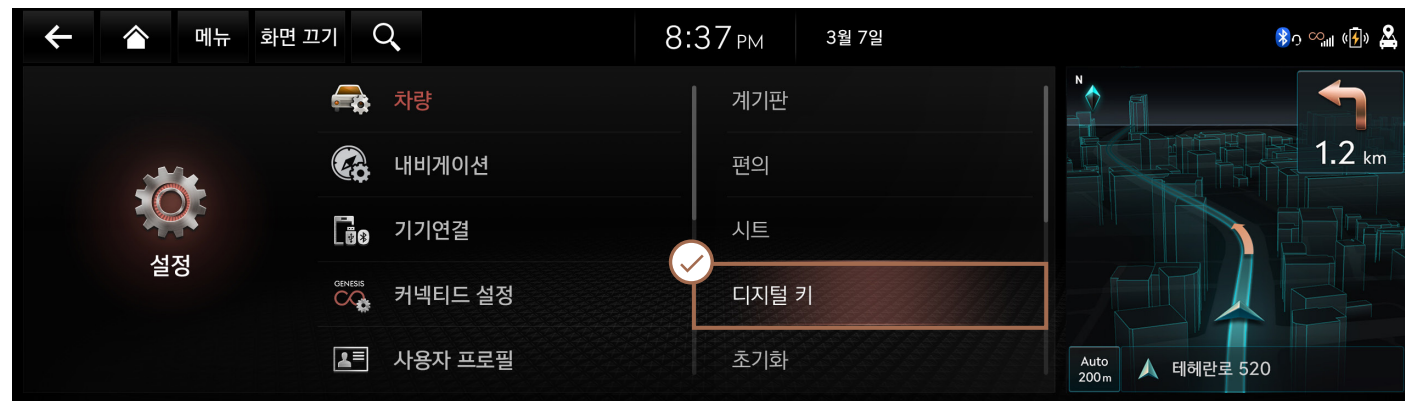 메뉴 화면 끄기 8:37 PM 3월 7일
설정
차량
내비게이션
기기연결
GENESIS
커넥티드 설정
사용자 프로필
계기판
편의
시트
디지털 키
초기화
N
1.2 km
Auto
200 m
테헤란로 520